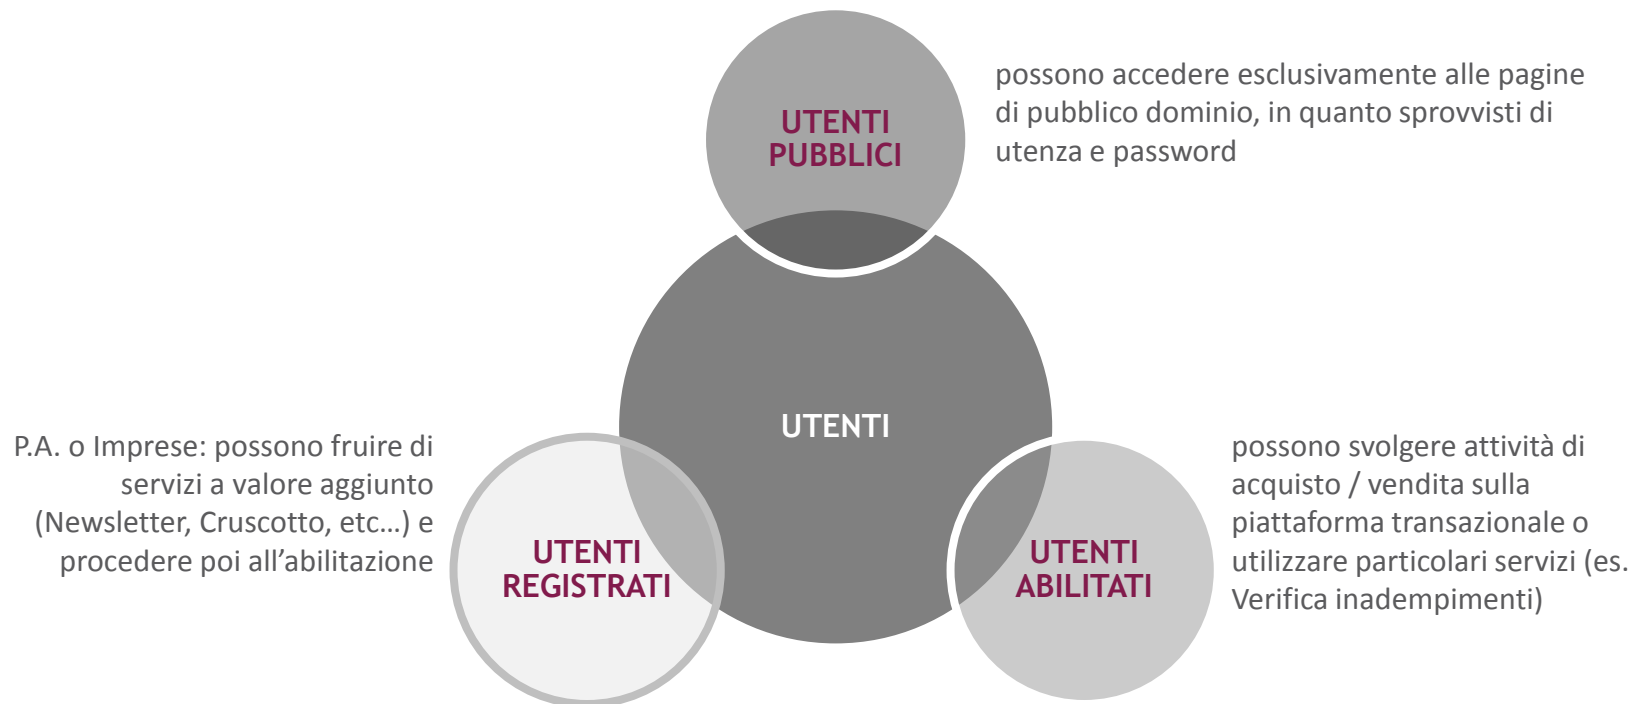 UTENTI
PUBBLICI
possono accedere esclusivamente alle pagine
di pubblico dominio, in quanto sprovvisti di
utenza e password
UTENTI
P.A. o Imprese: possono fruire di
servizi a valore aggiunto
(Newsletter, Cruscotto, etc…) e
procedere poi all’abilitazione
UTENTI
REGISTRATI
UTENTI
ABILITATI
possono svolgere attività di
acquisto / vendita sulla
piattaforma transazionale o
utilizzare particolari servizi (es.
Verifica inadempimenti)